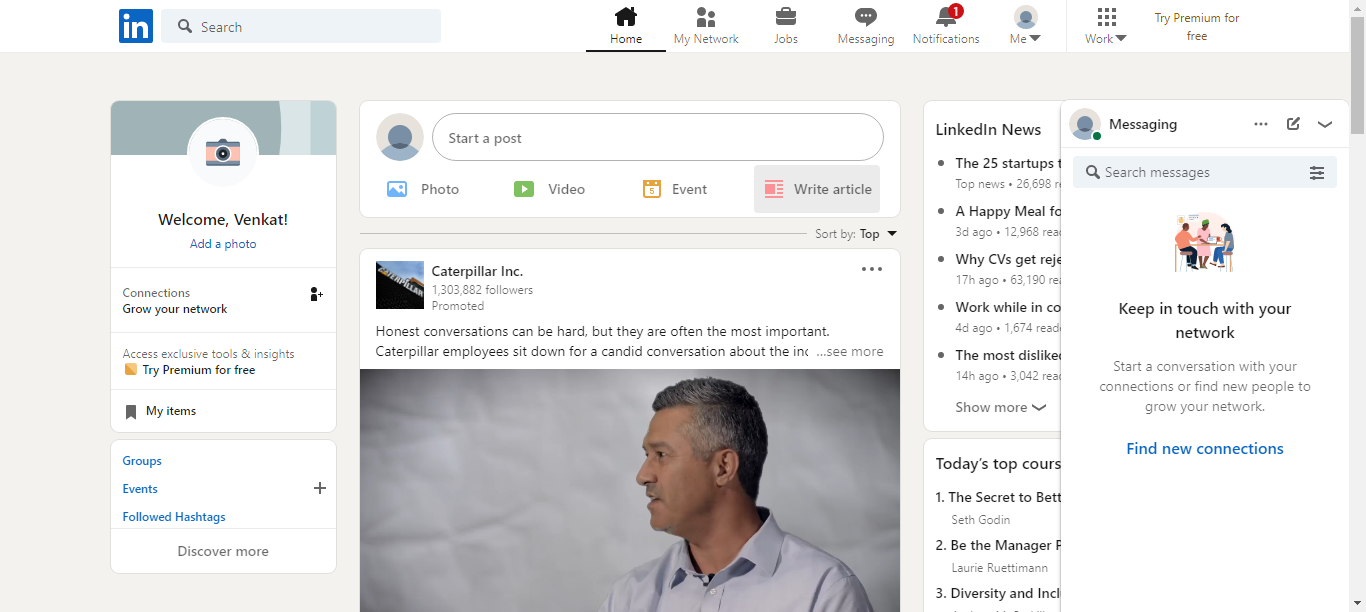 in
Search
Home
My Network
Jobs
Messaging
1
Notifications
Me
Work
Try Premium for
free
Welcome, Venkat!
Add a photo
Connections
Grow your network
Access exclusive tools & insights
Try Premium for free
My items
Groups
Events
Followed Hashtags
Discover more
Start a post
Photo
Video
5
Event
Write article
Sort by: Top
CATERPILLAR
Caterpillar Inc.
1,303,882 followers
Promoted
Honest conversations can be hard, but they are often the most important.
Caterpillar employees sit down for a candid conversation about the inc ...see more
LinkedIn News
The 25 startups t
Top news • 26,698 re
A Happy Meal fo
3d ago • 12,968 read
Why CVs get reje
17h ago • 63,190 rea
Work while in co
4d ago • 1,674 reade
The most disliked
14h ago • 3,042 read
Show more
Today's top cours
1. The Secret to Bett
Seth Godin
2. Be the Manager P
Laurie Ruettimann
3. Diversity and Incl
Messaging
Search messages
Keep in touch with your
network
Start a conversation with your
connections or find new people to
grow your network.
Find new connections